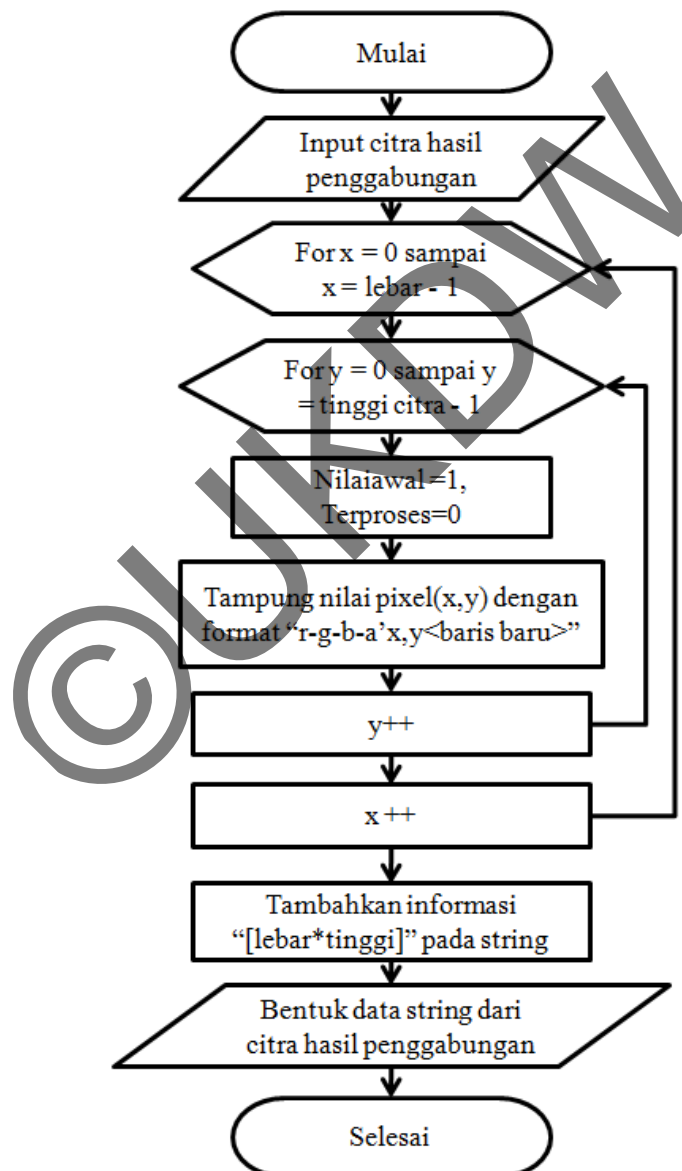 Mulai
Input citra hasil
penggabungan
For x = 0 sampai
x = lebar - 1
For y = 0 sampai y
= tinggi citra - 1
Nilaiawal =1,
Terproses=0
Tampung nilai pixel(x,y) dengan
format “r-g-b-a’x,y<baris baru>”
y++
x ++
Tambahkan informasi
“[lebar*tinggi]” pada string
Bentuk data string dari
citra hasil penggabungan
Selesai
©UKDW